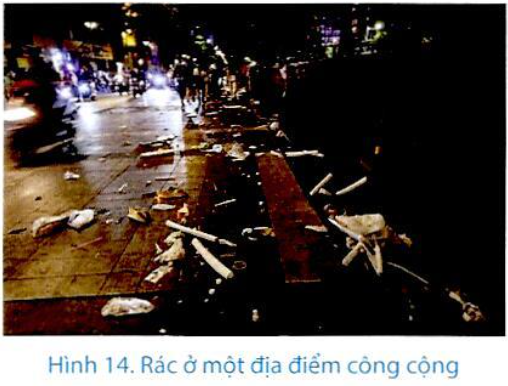 Hình 14. Rác ở một địa điểm công cộng